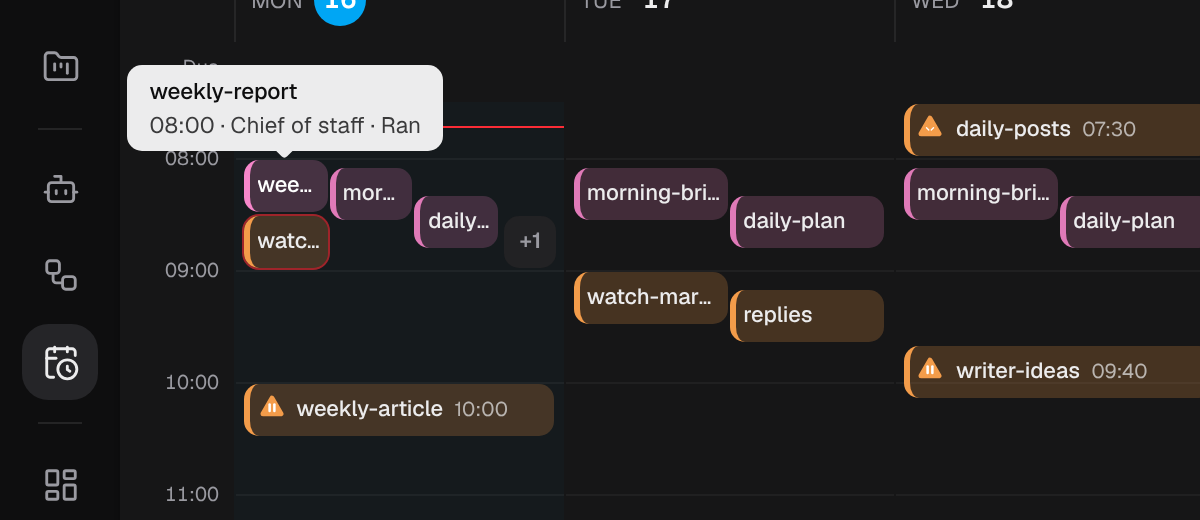 MON 16 TUE 17 WED 18
Due
weekly-report
08:00 · Chief of staff · Ran
daily-posts 07:30
08:00
wee… mor… daily… morning-bri… daily-plan morning-bri… daily-plan
watc… +1
09:00
watch-mar… replies
writer-ideas 09:40
10:00
weekly-article 10:00
11:00